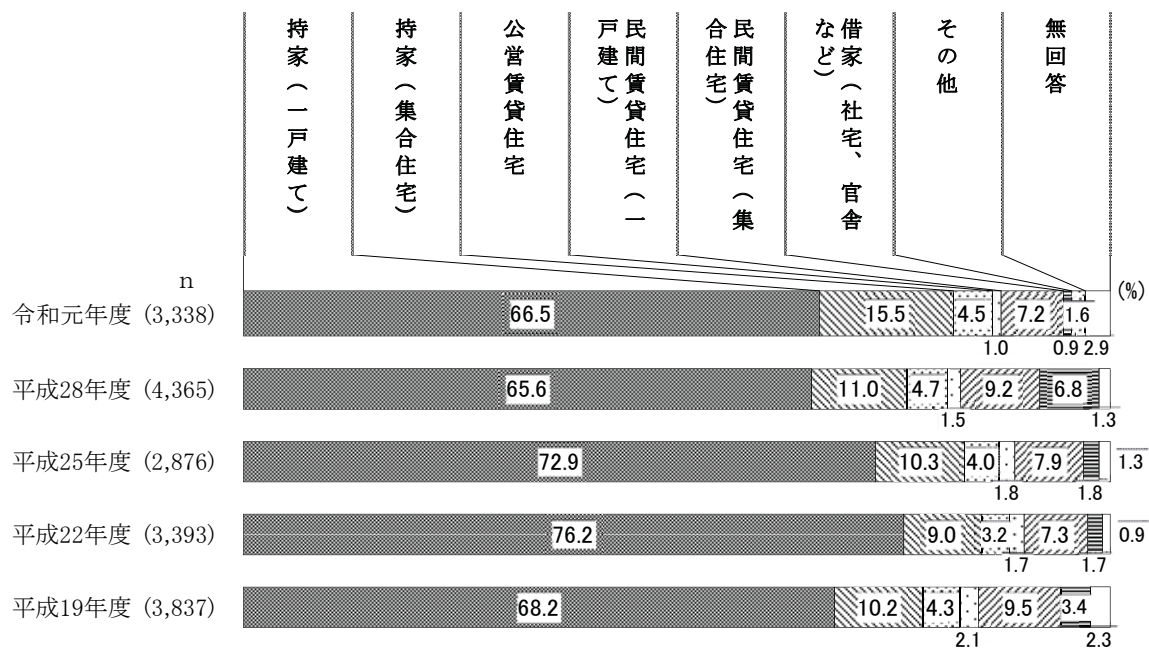 持家（一戸建て）
持家（集合住宅）
公営賃貸住宅
民間賃貸住宅（一
戸建て）
民間賃貸住宅（集
合住宅）
借家（社宅、官舎
など）
その他
無回答
n
(%)
令和元年度 (3,338) 66.5 15.5 4.5 7.2 1.6
1.0 0.9 2.9
平成28年度 (4,365) 65.6 11.0 4.7 9.2 6.8
1.5 1.3
平成25年度 (2,876) 72.9 10.3 4.0 7.9 1.3
1.8 1.8
平成22年度 (3,393) 76.2 9.0 3.2 7.3 0.9
1.7 1.7
平成19年度 (3,837) 68.2 10.2 4.3 9.5 3.4
2.1 2.3